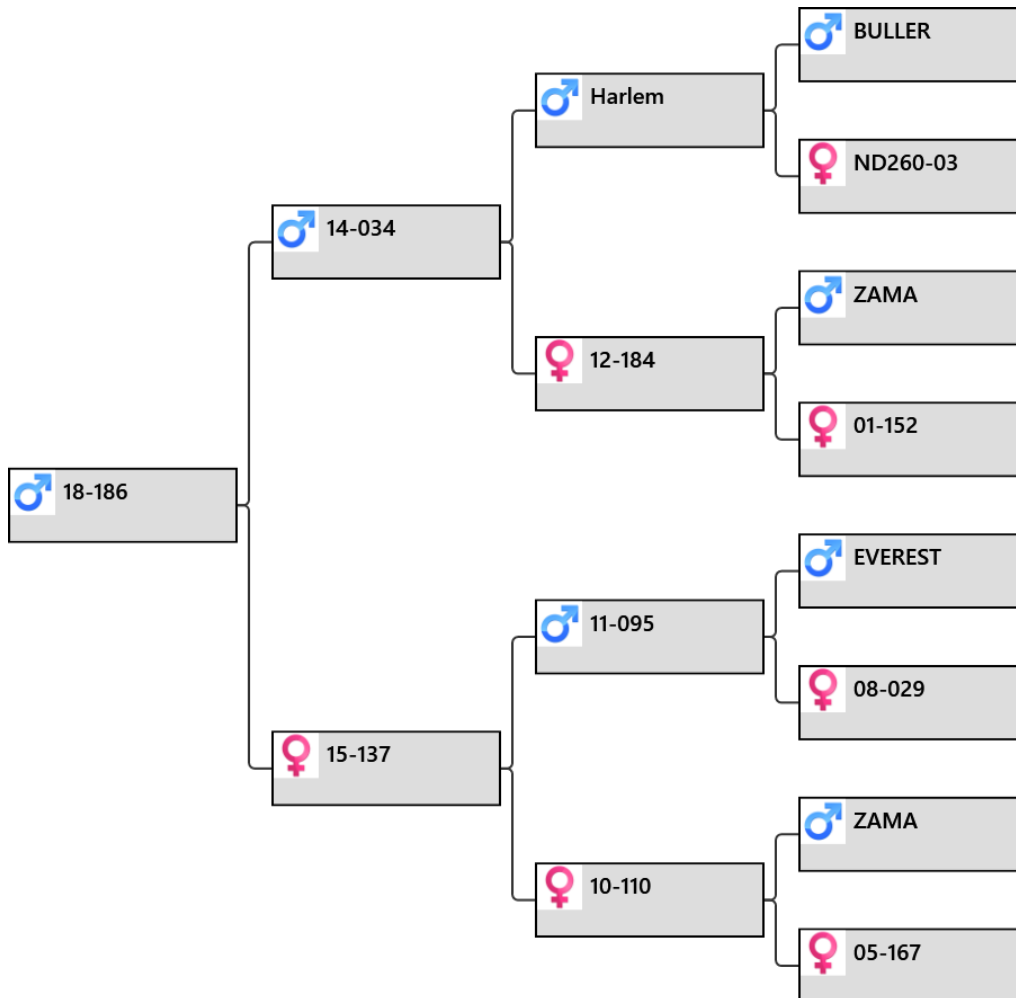 BULLER
Harlem
ND260-03
14-034
ZAMA
12-184
01-152
18-186
EVEREST
11-095
08-029
15-137
ZAMA
10-110
05-167